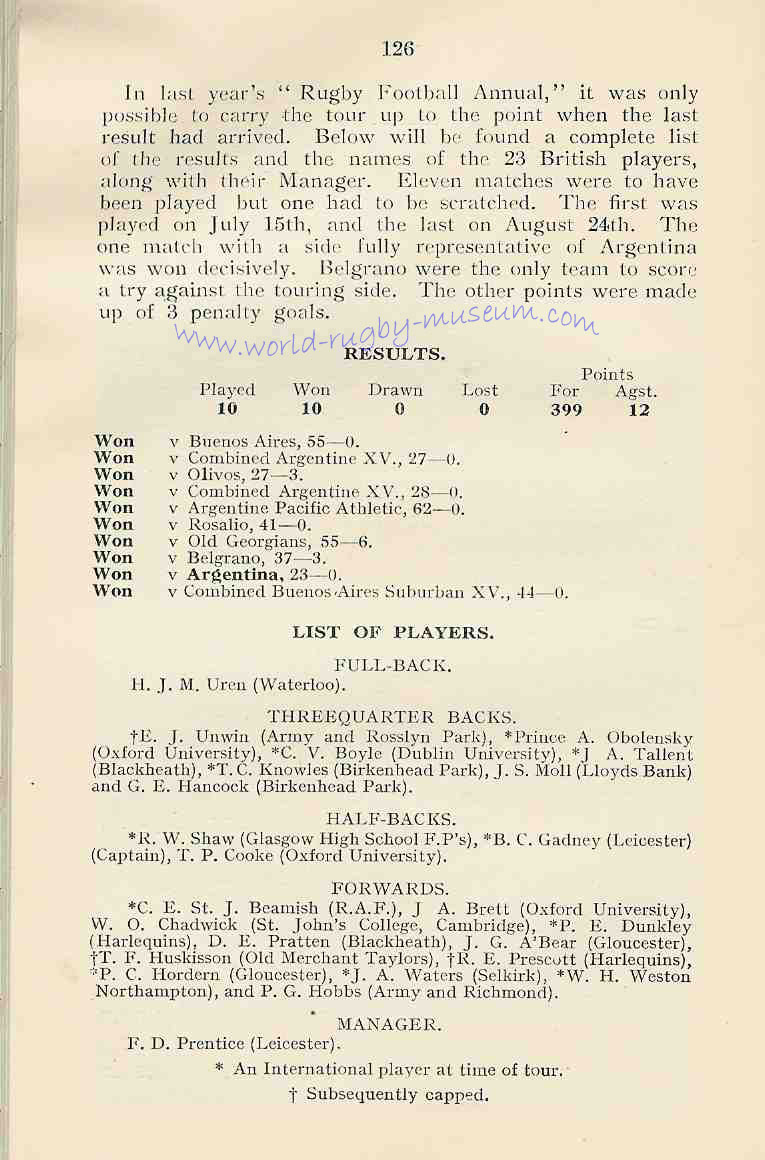 126
In last year's “ Rugby Football Annual,” it was only
possible to carry the tour up to the point when the last
result had arrived. Below will be found a complete list
of the results and the names of the 23 British players,
along with their Manager. Eleven matches were to have
been played but one had to be scratched. The first was
played on July 15th, and the last on August 24th. The
one match with a side fully representative of Argentina
was won decisively. Belgrano were the only team to score
a try against the touring side. The other points were made
up of 3 penalty goals.
www.world-rugby-museum.com
RESULTS.
Points
Played Won Drawn Lost For Agst.
10 10 0 0 399 12
Won v Buenos Aires, 55—0.
Won v Combined Argentine XV., 27—0.
Won v Olivos, 27—3.
Won v Combined Argentine XV., 28—0.
Won v Argentine Pacific Athletic, 62—0.
Won v Rosalio, 41—0.
Won v Old Georgians, 55—6.
Won v Belgrano, 37—3.
Won v Argentina, 23—0.
Won v Combined Buenos Aires Suburban XV., 44—0.
LIST OF PLAYERS.
FULL-BACK.
H. J. M. Uren (Waterloo).
THREEQUARTER BACKS.
†E. J. Unwin (Army and Rosslyn Park), *Prince A. Obolensky
(Oxford University), *C. V. Boyle (Dublin University), *J A. Tallent
(Blackheath), *T. C. Knowles (Birkenhead Park), J. S. Moll (Lloyds Bank)
and G. E. Hancock (Birkenhead Park).
HALF-BACKS.
*R. W. Shaw (Glasgow High School F.P's), *B. C. Gadney (Leicester)
(Captain), T. P. Cooke (Oxford University).
FORWARDS.
*C. E. St. J. Beamish (R.A.F.), J A. Brett (Oxford University),
W. O. Chadwick (St. John's College, Cambridge), *P. E. Dunkley
(Harlequins), D. E. Pratten (Blackheath), J. G. A'Bear (Gloucester),
†T. F. Huskisson (Old Merchant Taylors), †R. E. Prescott (Harlequins),
*P. C. Hordern (Gloucester), *J. A. Waters (Selkirk), *W. H. Weston
Northampton), and P. G. Hobbs (Army and Richmond).
MANAGER.
F. D. Prentice (Leicester).
* An International player at time of tour.
† Subsequently capped.